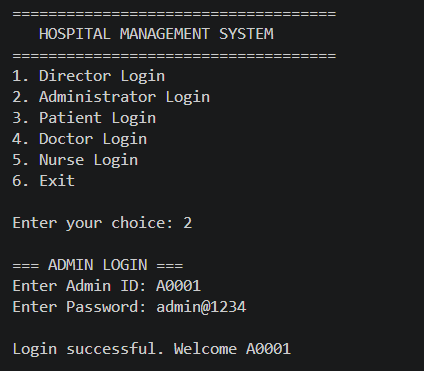 ====================================
HOSPITAL MANAGEMENT SYSTEM
====================================
1. Director Login
2. Administrator Login
3. Patient Login
4. Doctor Login
5. Nurse Login
6. Exit
Enter your choice: 2
=== ADMIN LOGIN ===
Enter Admin ID: A0001
Enter Password: admin@1234
Login successful. Welcome A0001